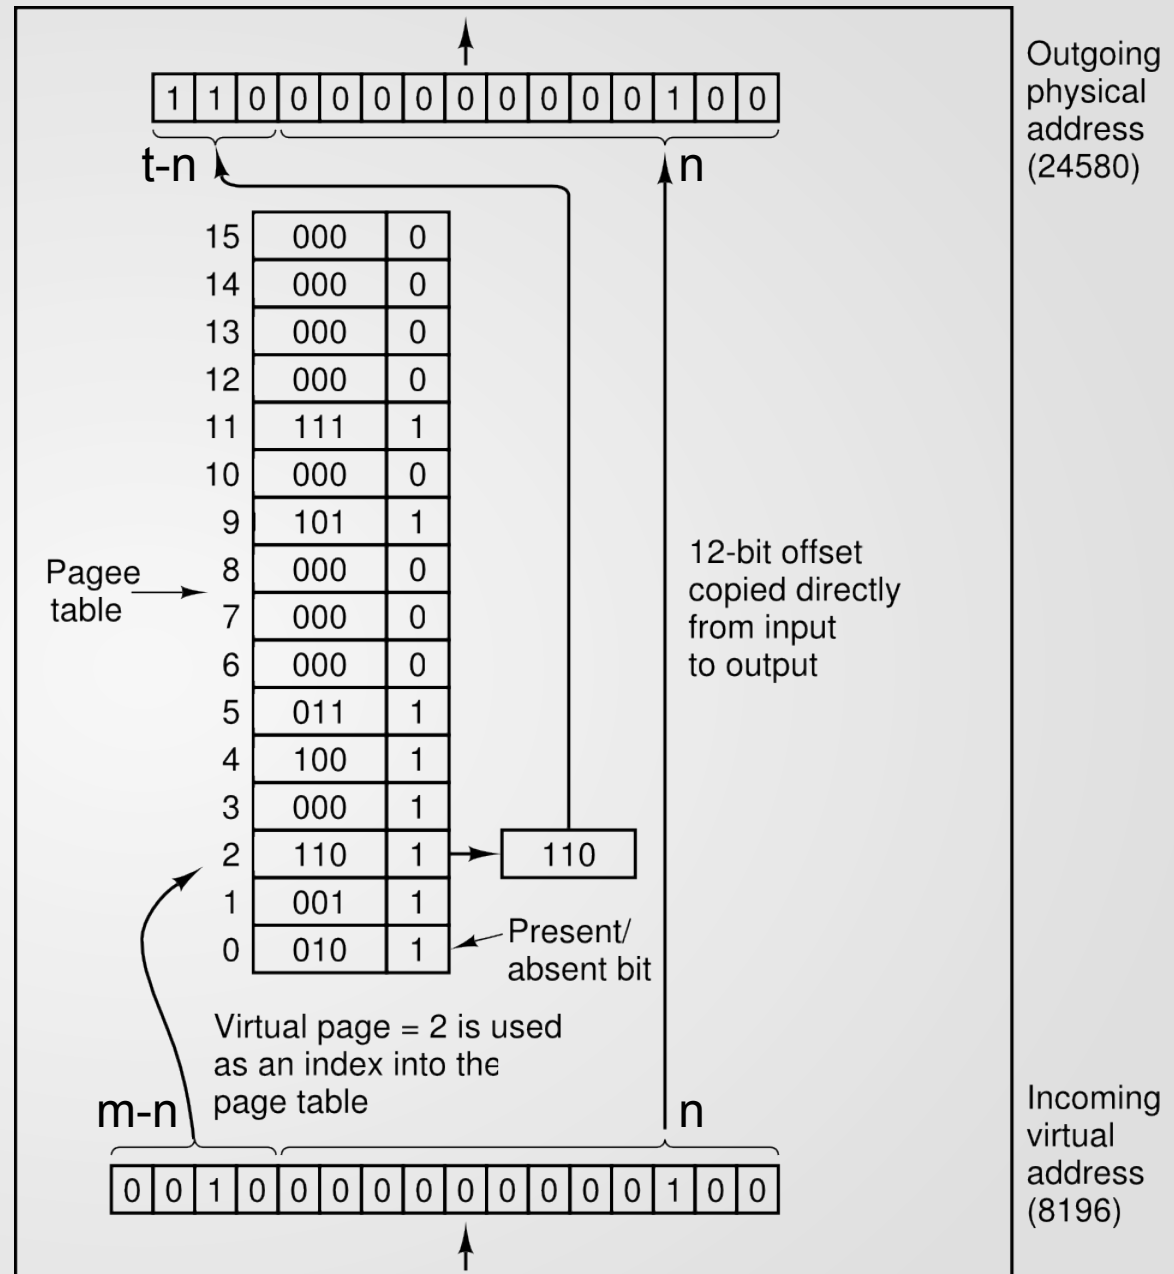 Outgoing
physical
address
(24580)
1 1 0 0 0 0 0 0 0 0 0 0 1 0 0
t-n
n
15 000 0
14 000 0
13 000 0
12 000 0
11 111 1
10 000 0
9 101 1
8 000 0
7 000 0
6 000 0
5 011 1
4 100 1
3 000 1
2 110 1
1 001 1
0 010 1
Pagee
table
110
12-bit offset
copied directly
from input
to output
Present/
absent bit
Virtual page = 2 is used
as an index into the
page table
m-n
n
0 0 1 0 0 0 0 0 0 0 0 0 0 1 0 0
Incoming
virtual
address
(8196)